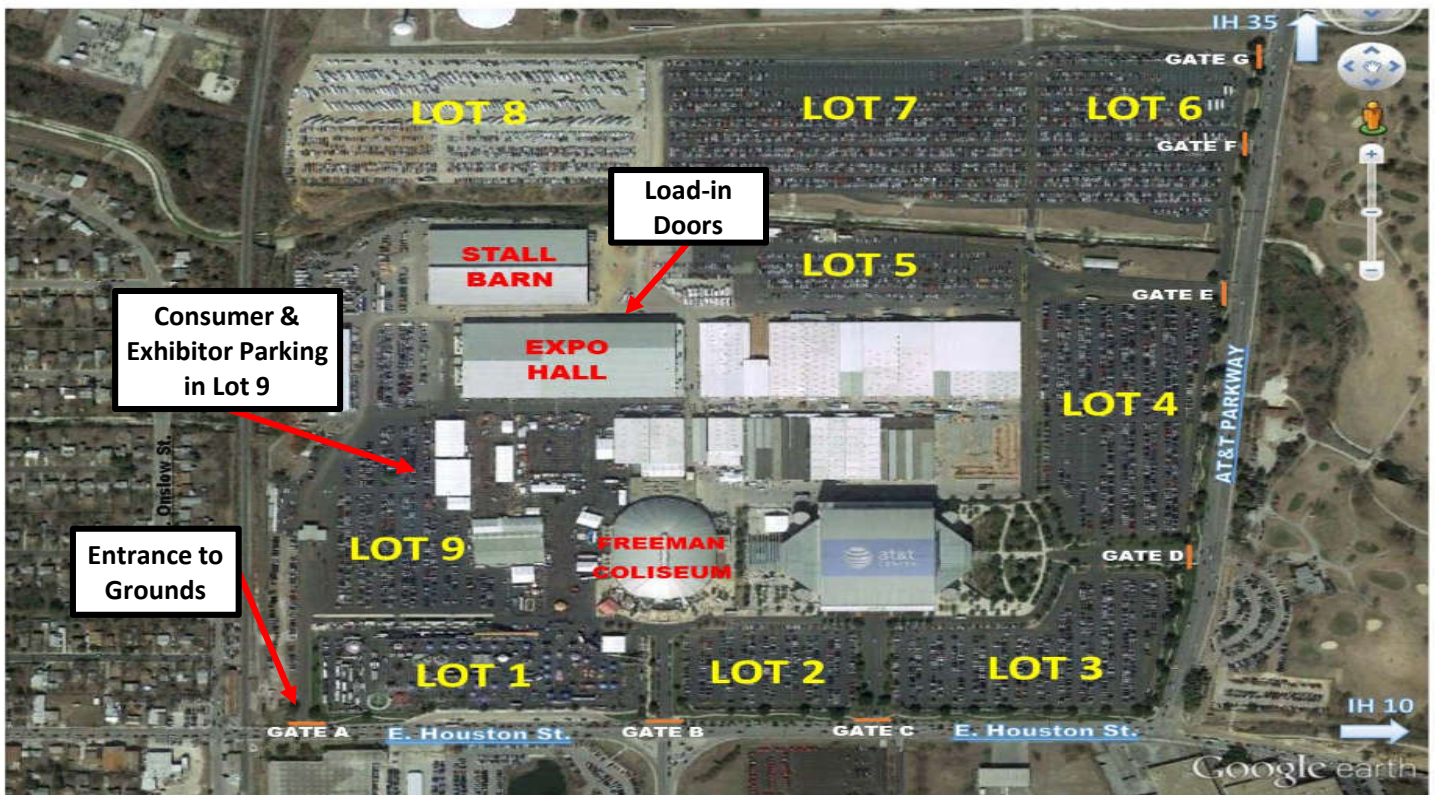 IH 35
GATE G
LOT 8
LOT 7
LOT 6
GATE F
Load-in
Doors
STALL
BARN
LOT 5
GATE E
Consumer &
Exhibitor Parking
in Lot 9
EXPO
HALL
LOT 4
AT&T PARKWAY
Onslow St.
Entrance to
Grounds
LOT 9
FREEMAN
COLISEUM
at&t
CENTER
GATE D
LOT 1
LOT 2
LOT 3
IH 10
GATE A
E. Houston St.
GATE B
GATE C
E. Houston St.
Google earth